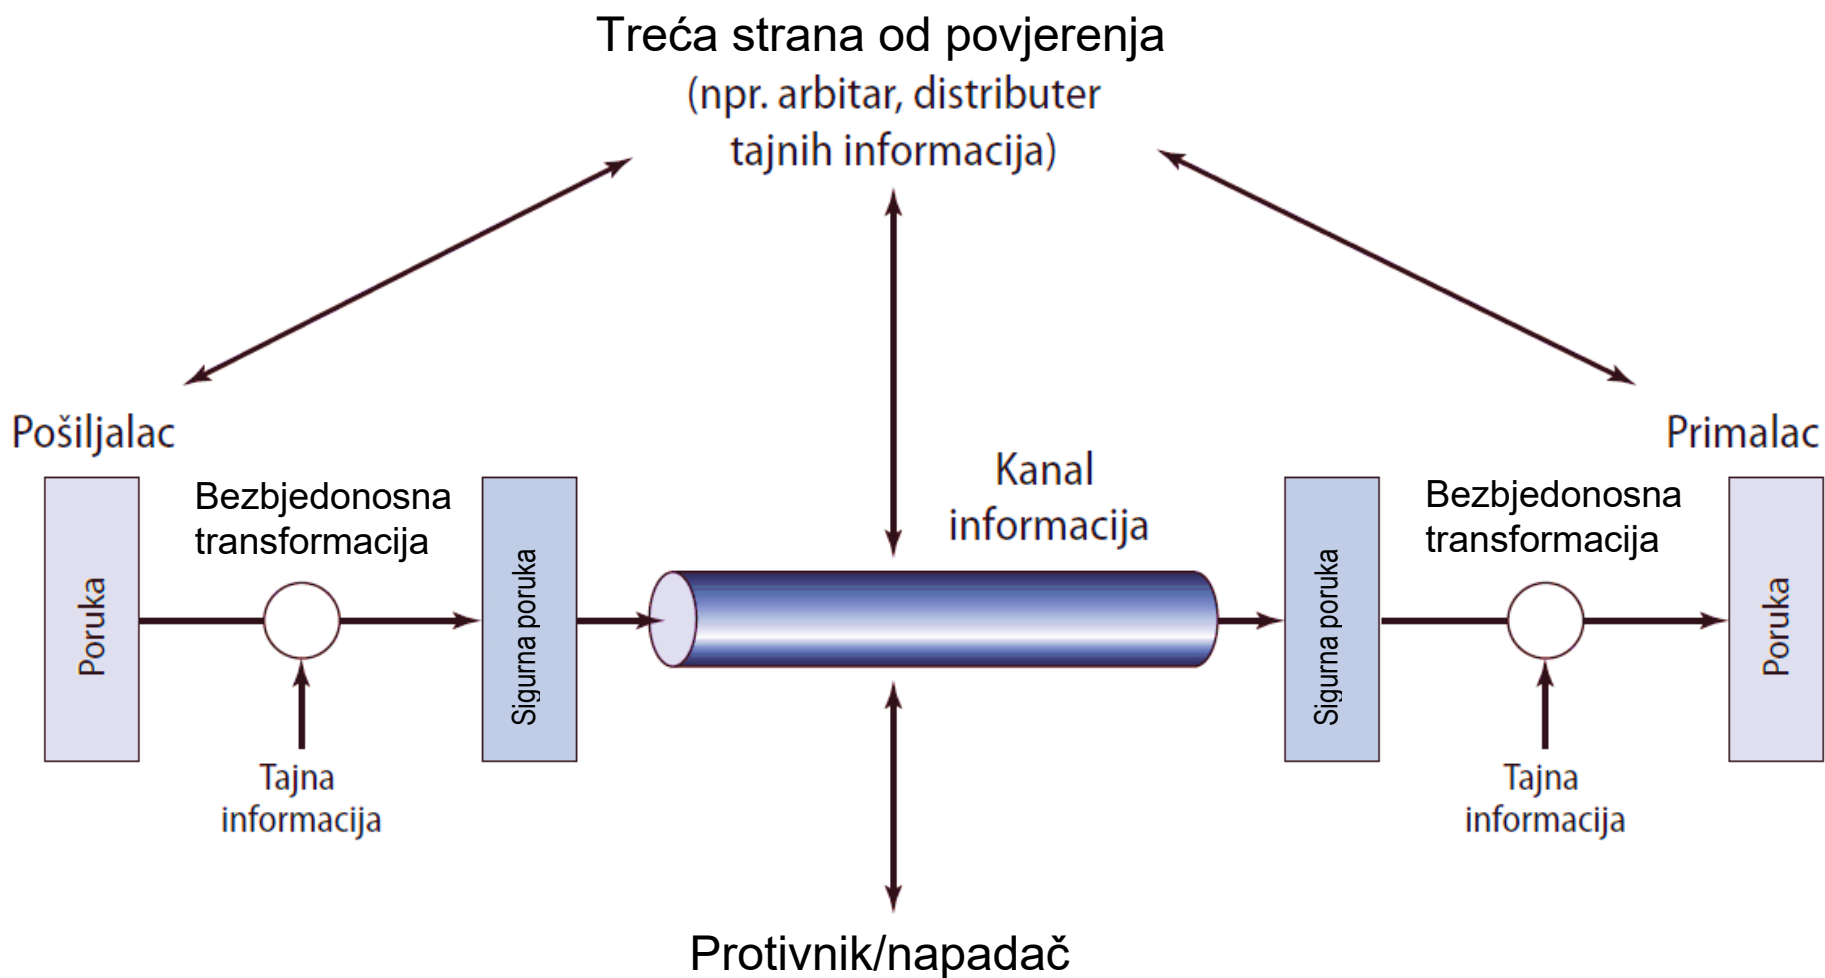 Treća strana od povjerenja
(npr. arbitar, distributer
tajnih informacija)
Pošiljalac
Primalac
Poruka
Bezbjedonosna
transformacija
Tajna
informacija
Sigurna poruka
Kanal
informacija
Sigurna poruka
Bezbjedonosna
transformacija
Tajna
informacija
Poruka
Protivnik/napadač